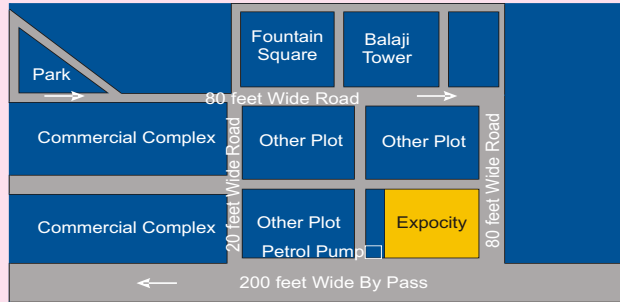 Fountain
Square
Balaji
Tower
Park
80 feet Wide Road
Commercial Complex
Other Plot
Other Plot
20 feet Wide Road
80 feet Wide Road
Commercial Complex
Other Plot
Expocity
Petrol Pump
200 feet Wide By Pass